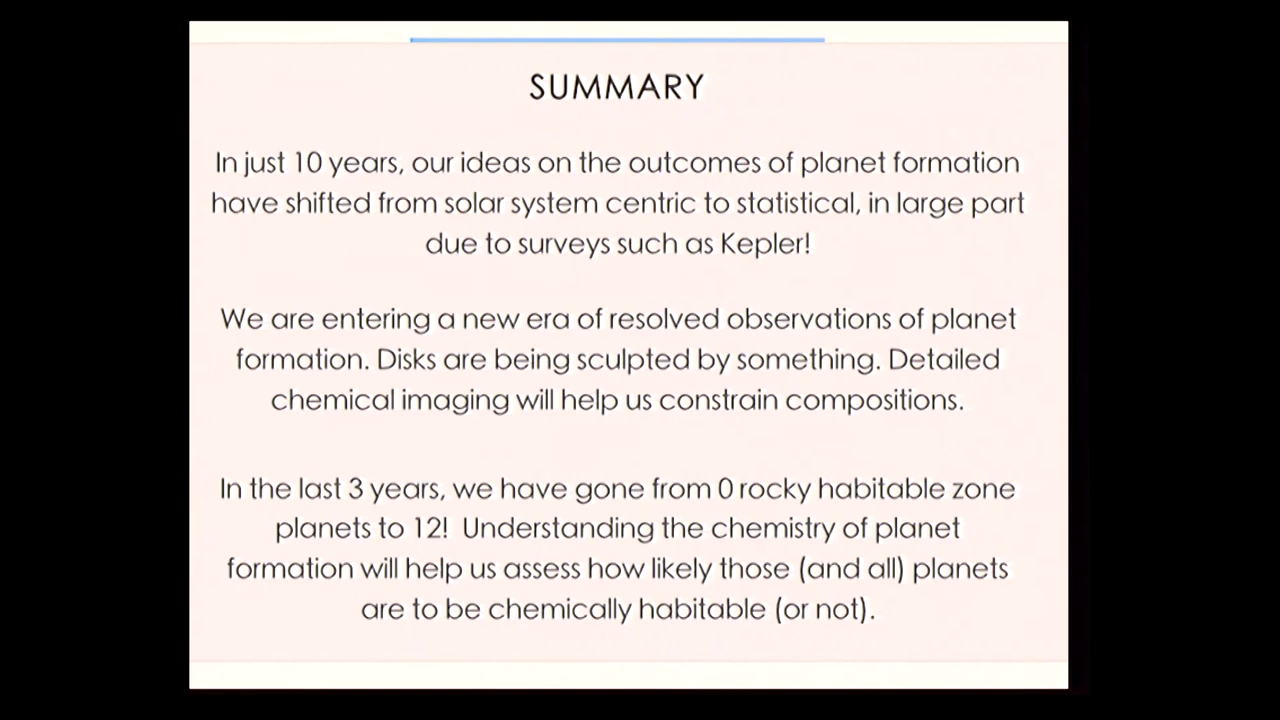 SUMMARY
In just 10 years, our ideas on the outcomes of planet formation
have shifted from solar system centric to statistical, in large part
due to surveys such as Kepler!
We are entering a new era of resolved observations of planet
formation. Disks are being sculpted by something. Detailed
chemical imaging will help us constrain compositions.
In the last 3 years, we have gone from 0 rocky habitable zone
planets to 12! Understanding the chemistry of planet
formation will help us assess how likely those (and all) planets
are to be chemically habitable (or not).